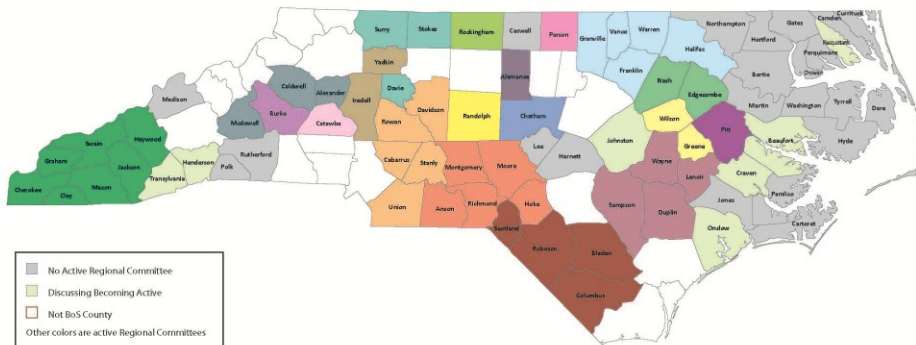 Surry
Stokes
Rockingham
Caswell
Person
Granville
Vance
Warren
Northampton
Gates
Camden
Currituck
Hertford
Pasquotank
Perquimans
Chowan
Halifax
Yadkin
Alamance
Franklin
Bertie
Madison
Caldwell
Alexander
Iredell
Davie
Davidson
Nash
Edgecombe
Martin
Washington
Tyrrell
Dare
McDowell
Burke
Catawba
Rowan
Randolph
Chatham
Wilson
Pitt
Hyde
Swain
Haywood
Rutherford
Lee
Harnett
Johnston
Greene
Beaufort
Graham
Jackson
Henderson
Polk
Cabarrus
Stanly
Montgomery
Moore
Wayne
Lenoir
Craven
Pamlico
Cherokee
Clay
Macon
Transylvania
Union
Anson
Richmond
Hoke
Scotland
Sampson
Duplin
Jones
Carteret
Onslow
Robeson
Bladen
Columbus
No Active Regional Committee
Discussing Becoming Active
Not BoS County
Other colors are active Regional Committees